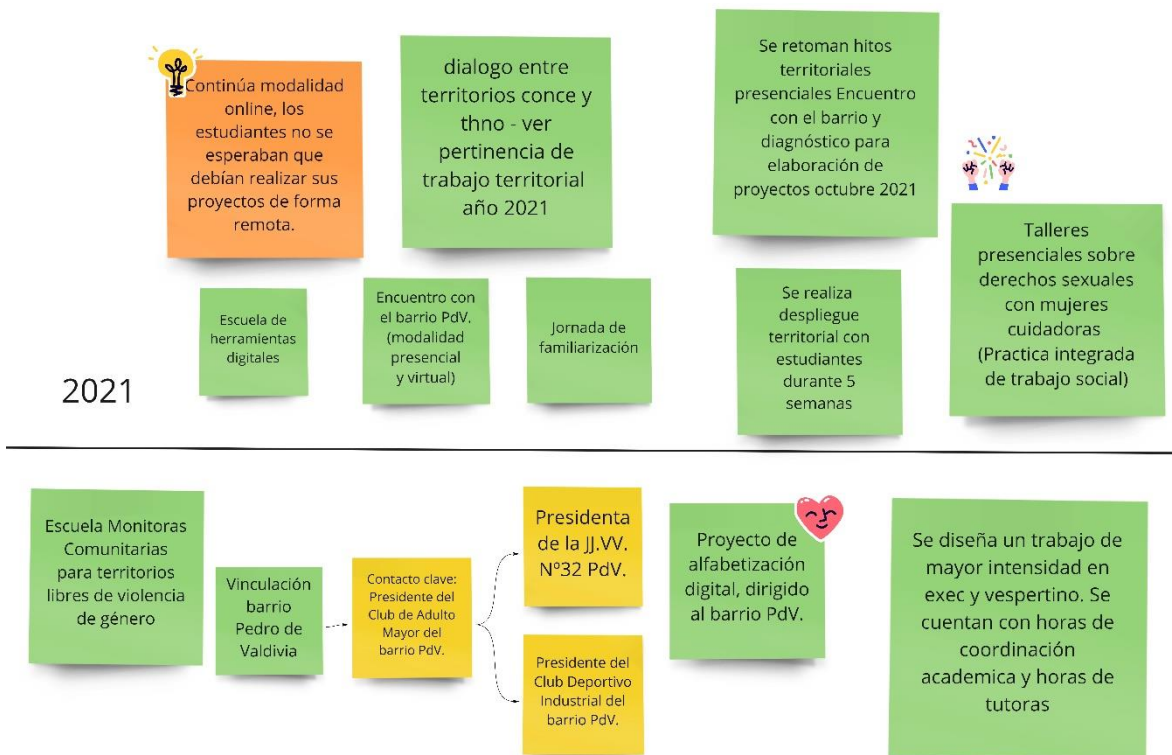 Continúa modalidad
online, los
estudiantes no se
esperaban que
debían realizar sus
proyectos de forma
remota.
dialogo entre
territorios conce y
thno - ver
pertinencia de
trabajo territorial
año 2021
Se retoman hitos
territoriales
presenciales Encuentro
con el barrio y
diagnóstico para
elaboración de
proyectos octubre 2021
Talleres
presenciales sobre
derechos sexuales
con mujeres
cuidadoras
(Practica integrada
de trabajo social)
Escuela de
herramientas
digitales
Encuentro con
el barrio PdV.
(modalidad
presencial
y virtual)
Jornada de
familiarización
Se realiza
despliegue
territorial con
estudiantes
durante 5
semanas
2021
Escuela Monitoras
Comunitarias
para territorios
libres de violencia
de género
Vinculación
barrio
Pedro de
Valdivia
Contacto clave:
Presidente del
Club de Adulto
Mayor del
barrio PdV.
Presidenta
de la JJ.VV.
Nº32 PdV.
Presidente del
Club Deportivo
Industrial del
barrio PdV.
Proyecto de
alfabetización
digital, dirigido
al barrio PdV.
Se diseña un trabajo de
mayor intensidad en
exec y vespertino. Se
cuentan con horas de
coordinación
academica y horas de
tutoras